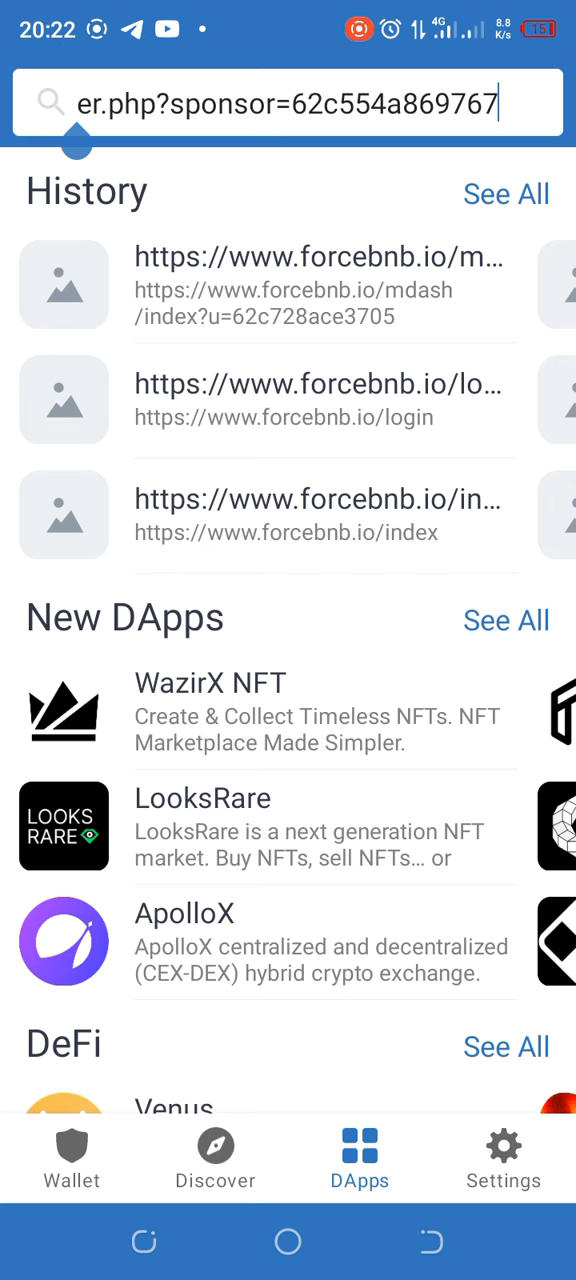 20:22
4G 8.8 K/s 15
er.php?sponsor=62c554a869767
History See All
https://www.forcebnb.io/m...
https://www.forcebnb.io/mdash
/index?u=62c728ace3705
https://www.forcebnb.io/lo...
https://www.forcebnb.io/login
https://www.forcebnb.io/in...
https://www.forcebnb.io/index
New DApps See All
WazirX NFT
Create & Collect Timeless NFTs. NFT
Marketplace Made Simpler.
LOOKS
RARE
LooksRare
LooksRare is a next generation NFT
market. Buy NFTs, sell NFTs... or
ApolloX
ApolloX centralized and decentralized
(CEX-DEX) hybrid crypto exchange.
DeFi See All
Venus
Wallet Discover DApps Settings